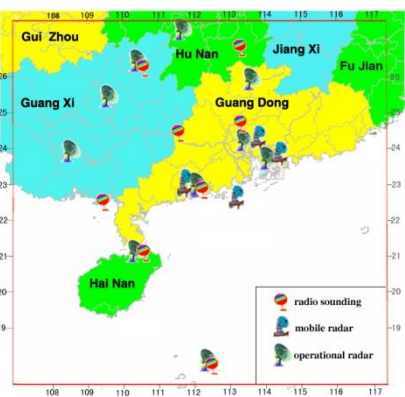 108 109 110 111 112 113 114 115 116 117
Gui Zhou
Hu Nan
Jiang Xi
Fu Jian
26 26
Guang Xi
Guang Dong
25 25
24 24
23 23
22 22
21 21
Hai Nan
20 20
radio sounding
19 19
mobile radar
operational radar
108 109 110 111 112 113 114 115 116 117